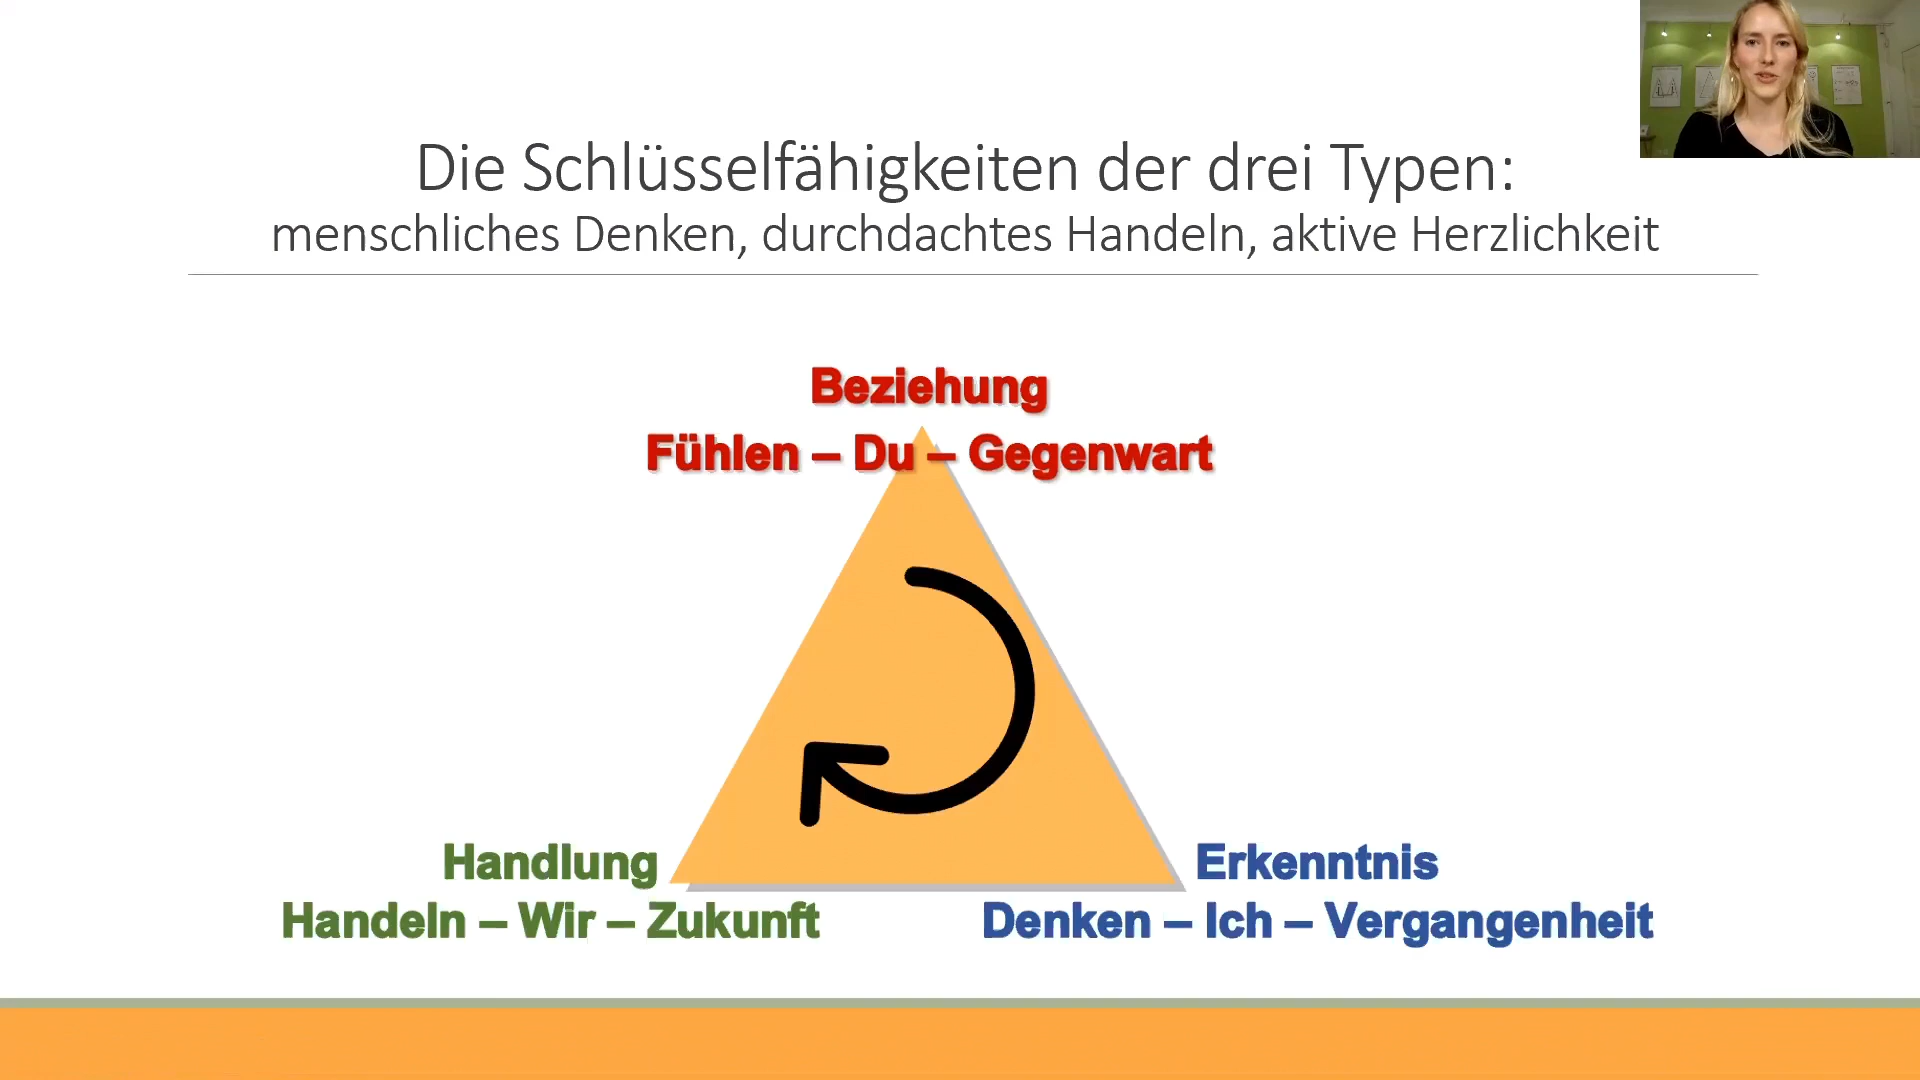 Die Schlüsselfähigkeiten der drei Typen:
menschliches Denken, durchdachtes Handeln, aktive Herzlichkeit
Beziehung
Fühlen – Du – Gegenwart
Handlung
Handeln – Wir – Zukunft
Erkenntnis
Denken – Ich – Vergangenheit